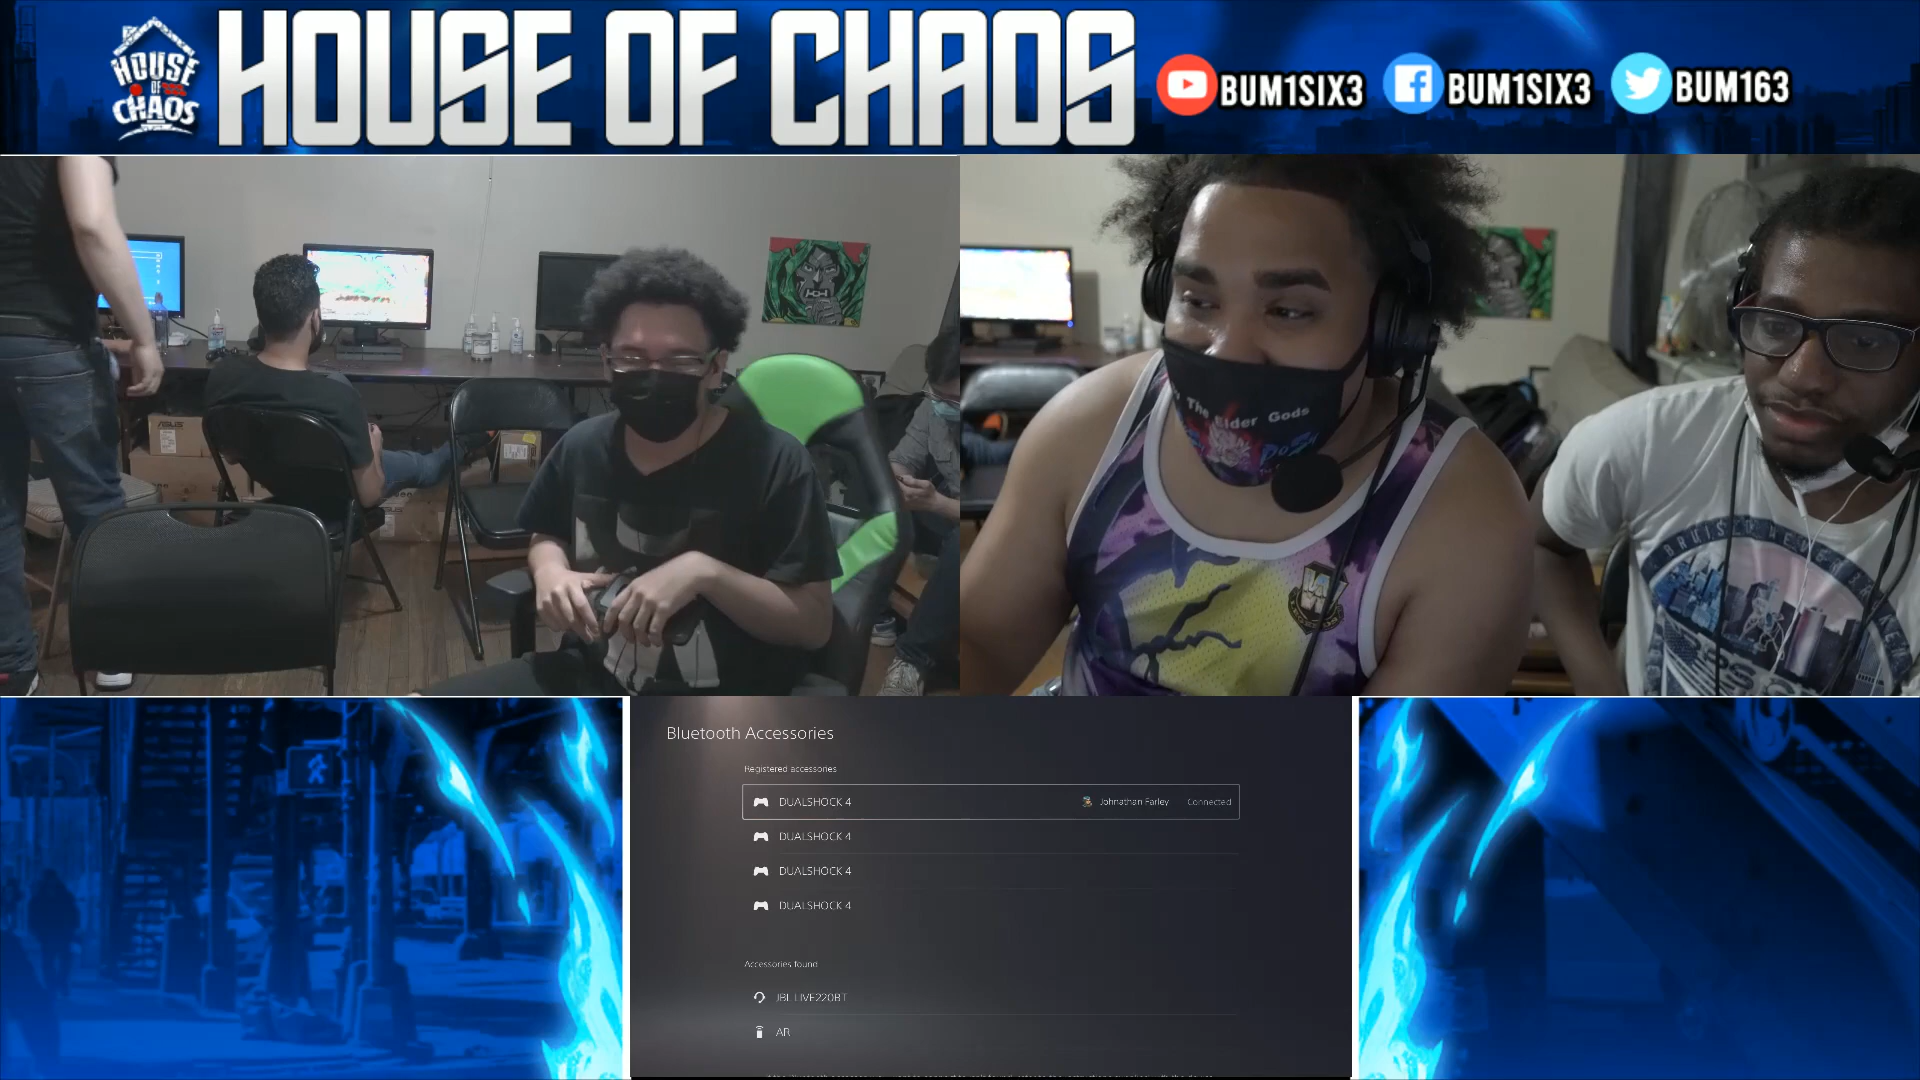 HOUSE OF CHAOS
HOUSE OF CHAOS
BUM1SIX3
BUM1SIX3
BUM163
ASUS
The Elder Gods
Bluetooth Accessories
Registered accessories
DUALSHOCK 4 Johnathan Farley Connected
DUALSHOCK 4
DUALSHOCK 4
DUALSHOCK 4
Accessories found
JBL LIVE220BT
AR